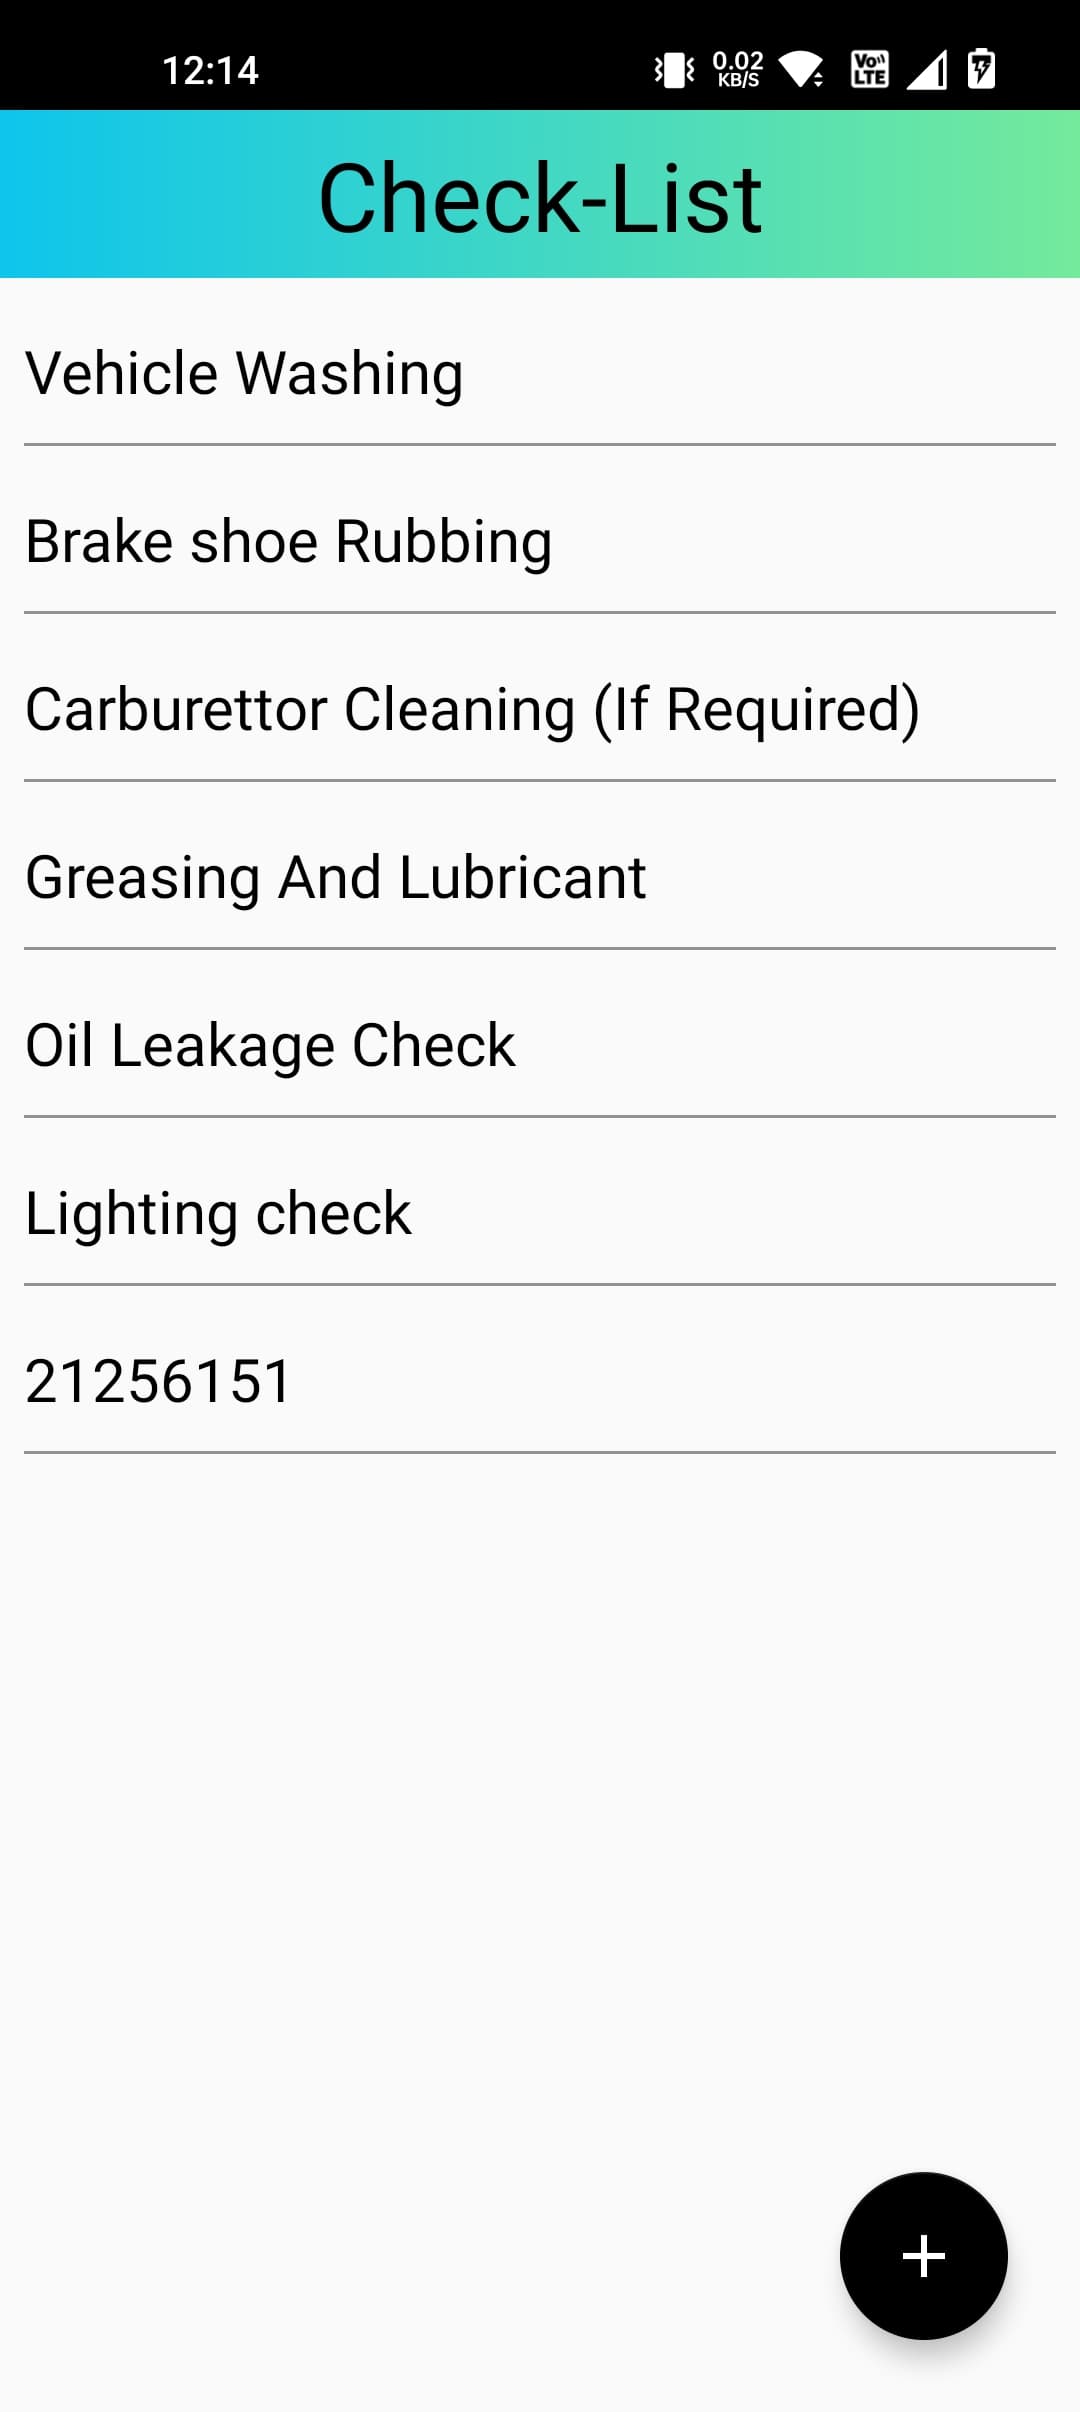 12:14
0.02
KB/S
Vo
LTE
Check-List
Vehicle Washing
Brake shoe Rubbing
Carburettor Cleaning (If Required)
Greasing And Lubricant
Oil Leakage Check
Lighting check
21256151
+